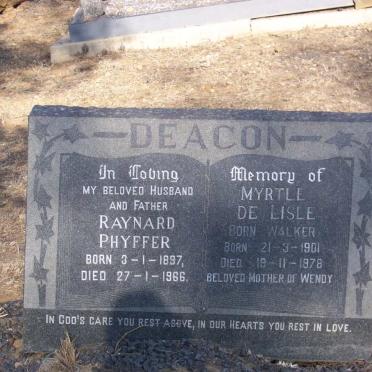 DEACON
In Loving
MY BELOVED HUSBAND
AND FATHER
RAYNARD
PHYFFER
BORN 3-1-1897,
DIED 27-1-1966.
Memory of
MYRTLE
DE LISLE
BORN WALKER
BORN 21-3-1901
DIED 19-11-1978
BELOVED MOTHER OF WENDY
IN GOD'S CARE YOU REST ABOVE, IN OUR HEARTS YOU REST IN LOVE.